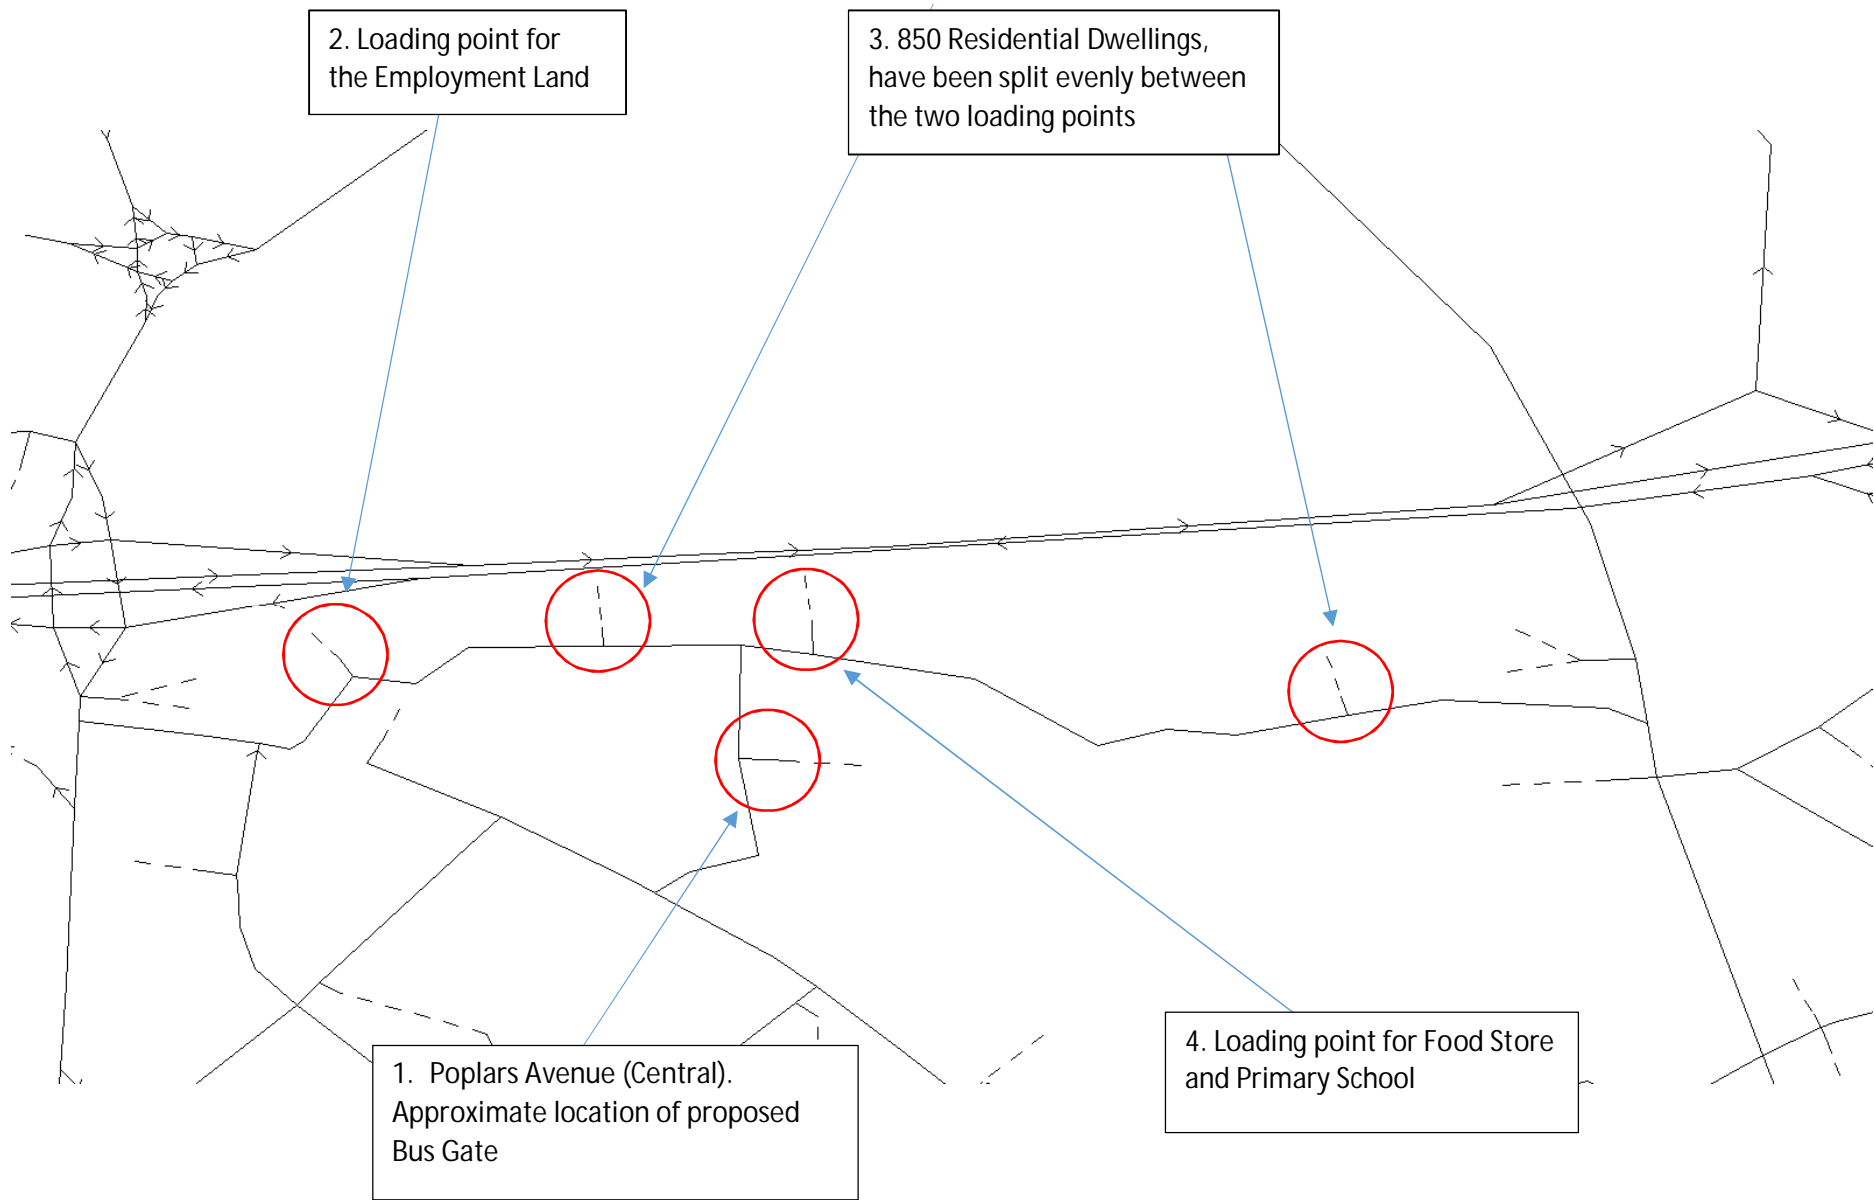 2. Loading point for
the Employment Land
3. 850 Residential Dwellings,
have been split evenly between
the two loading points
1. Poplars Avenue (Central).
Approximate location of proposed
Bus Gate
4. Loading point for Food Store
and Primary School